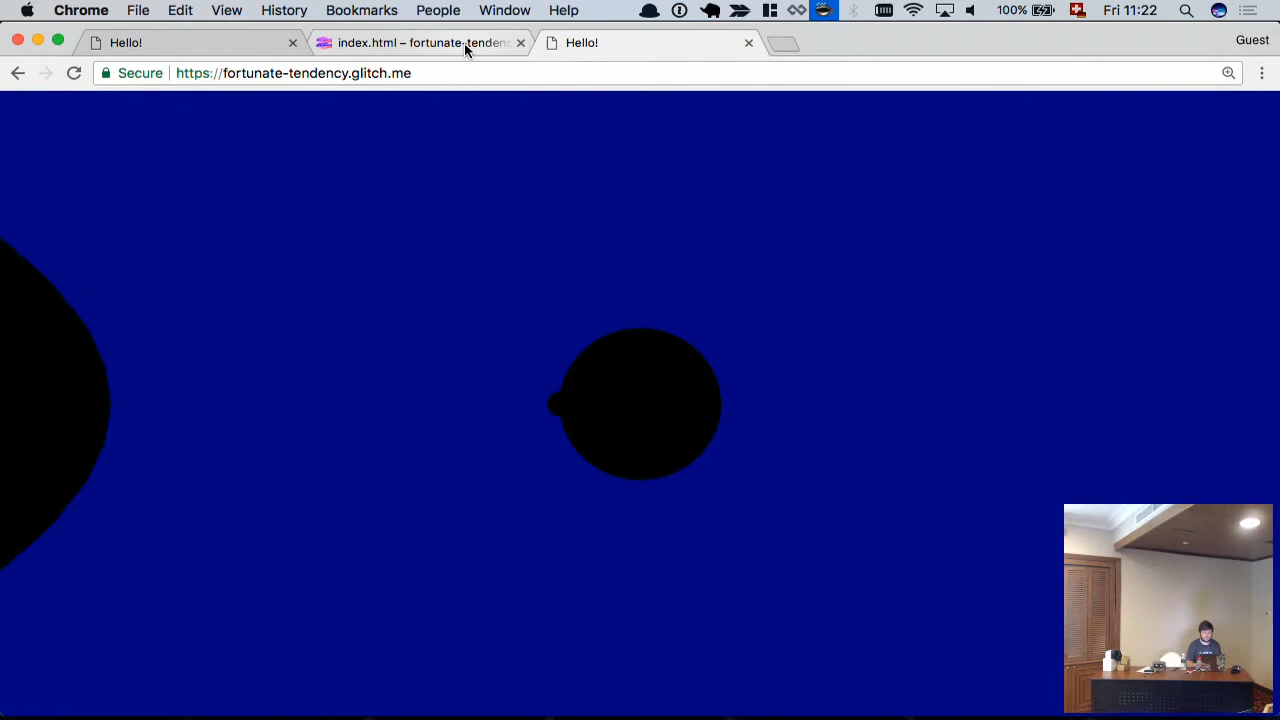 Chrome File Edit View History Bookmarks People Window Help 100% Fri 11:22
Hello! index.html – fortunate-tendenc Hello! Guest
Secure https://fortunate-tendency.glitch.me